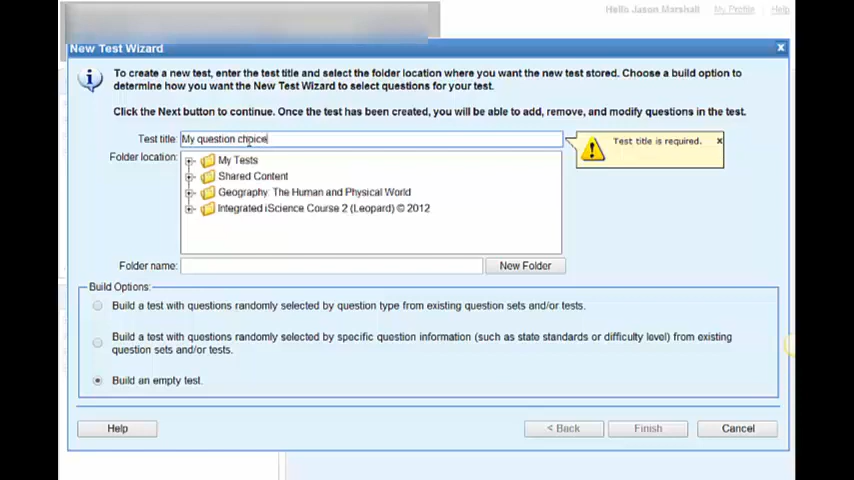 Hello Jason Marshall My Profile Help
New Test Wizard
To create a new test, enter the test title and select the folder location where you want the new test stored. Choose a build option to
determine how you want the New Test Wizard to select questions for your test.
Click the Next button to continue. Once the test has been created, you will be able to add, remove, and modify questions in the test.
Test title: My question choice
Test title is required.
Folder location:
My Tests
Shared Content
Geography: The Human and Physical World
Integrated iScience Course 2 (Leopard) © 2012
Folder name: New Folder
Build Options:
Build a test with questions randomly selected by question type from existing question sets and/or tests.
Build a test with questions randomly selected by specific question information (such as state standards or difficulty level) from existing
question sets and/or tests.
Build an empty test.
Help < Back Finish Cancel